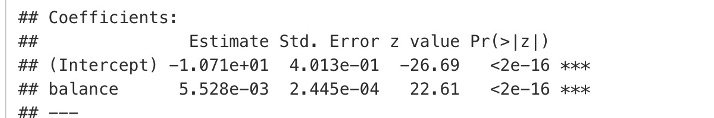 ## Coefficients:
##               Estimate Std. Error z value Pr(>|z|)
## (Intercept) -1.071e+01  4.013e-01  -26.69   <2e-16 ***
## balance      5.528e-03  2.445e-04   22.61   <2e-16 ***
## ---